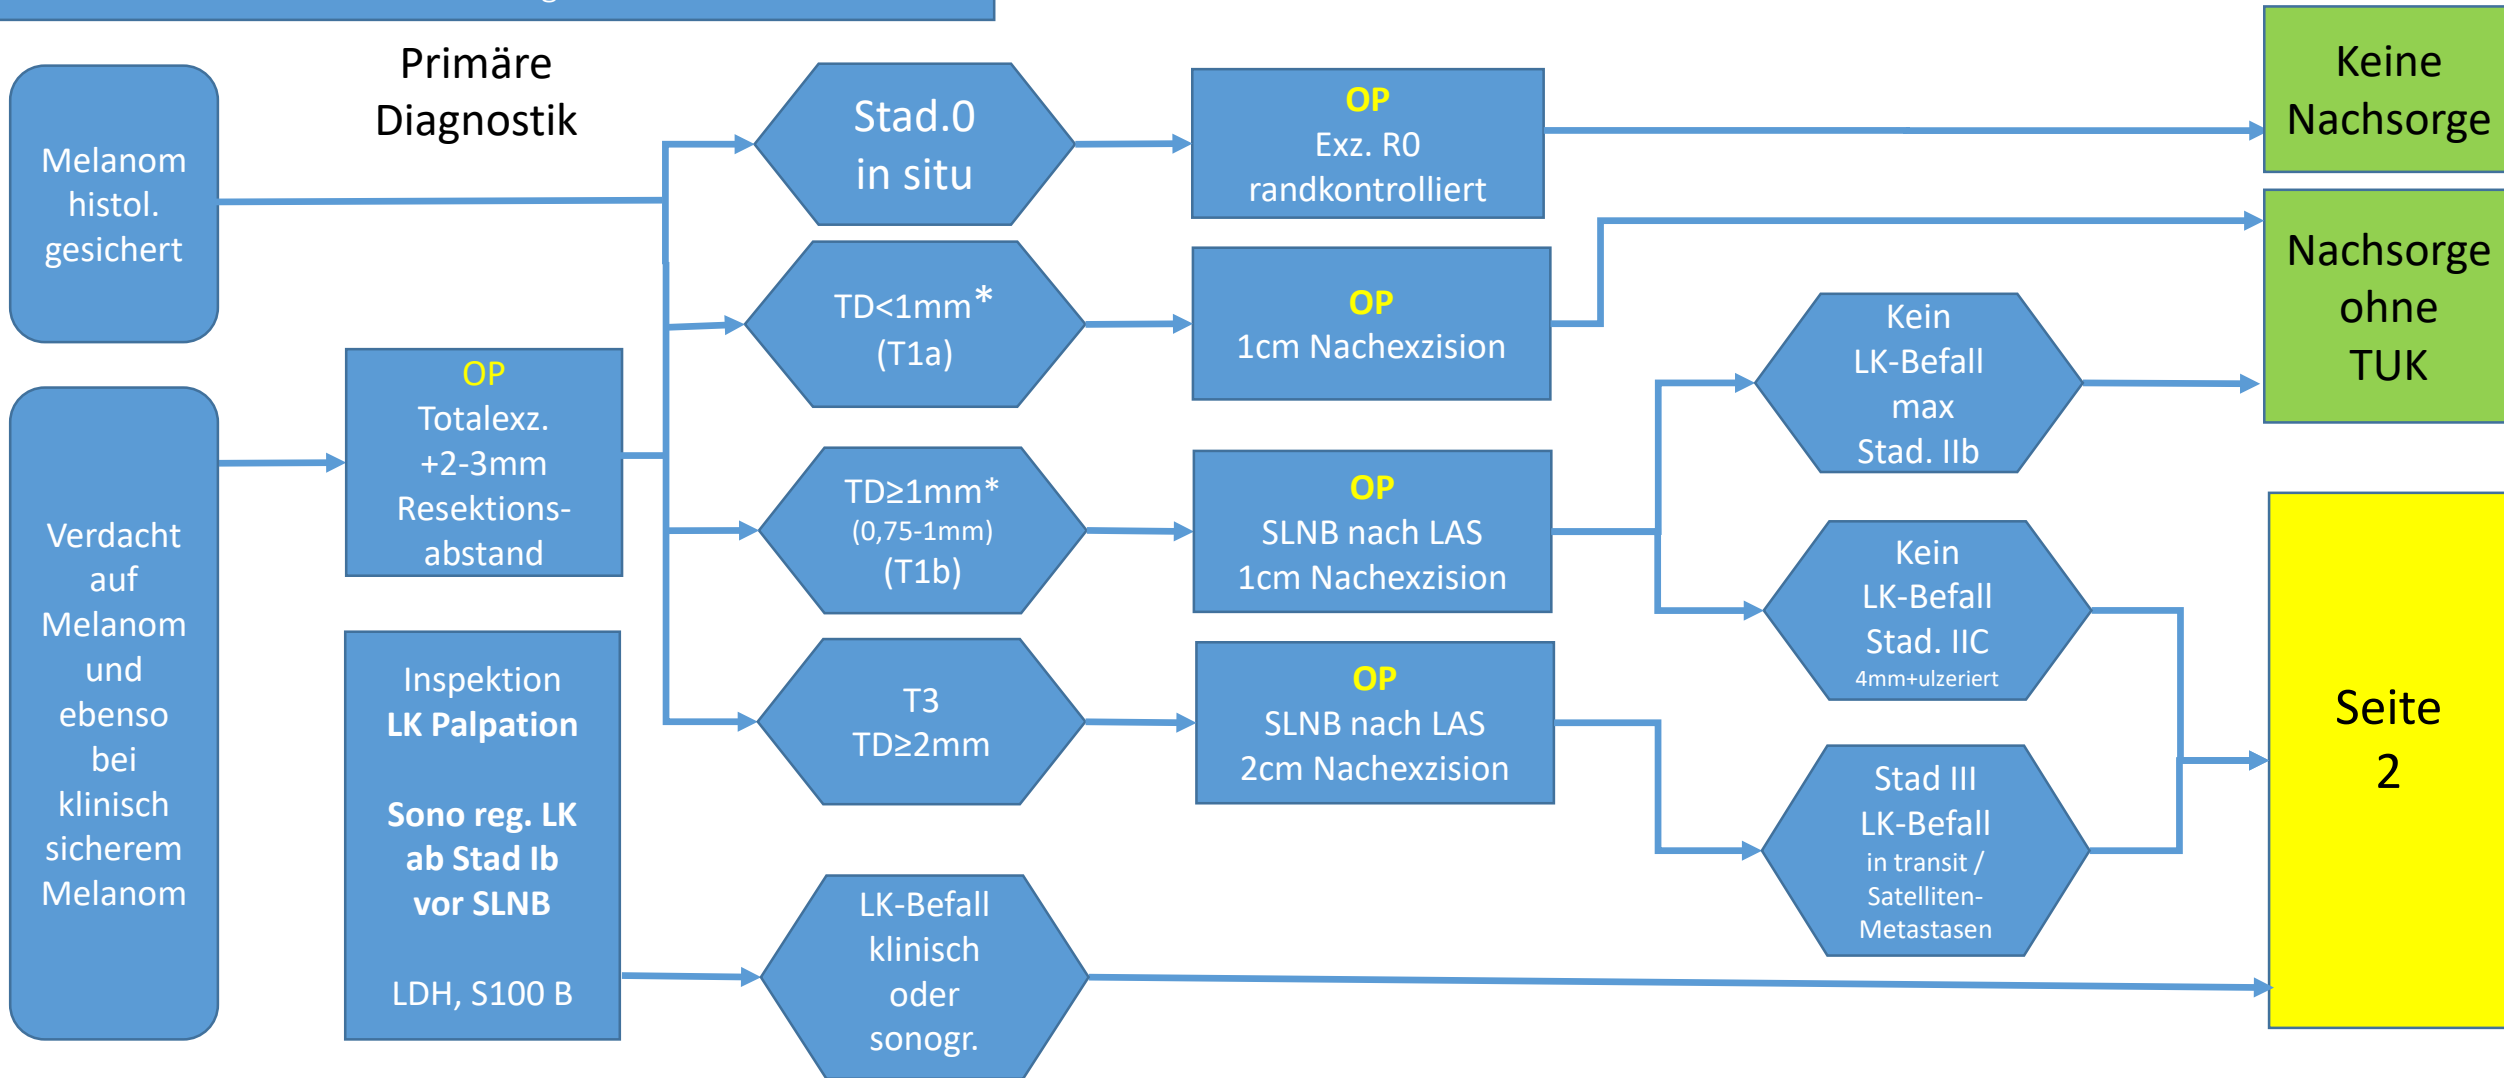 Primäre
Diagnostik
Melanom
histol.
gesichert
Verdacht
auf
Melanom
und
ebenso
bei
klinisch
sicherem
Melanom
OP
Totalexz.
+2-3mm
Resektions-
abstand
Inspektion
LK Palpation
Sono reg. LK
ab Stad Ib
vor SLNB
LDH, S100 B
Stad.0
in situ
TD<1mm*
(T1a)
TD≥1mm*
(0,75-1mm)
(T1b)
T3
TD≥2mm
LK-Befall
klinisch
oder
sonogr.
OP
Exz. R0
randkontrolliert
OP
1cm Nachexzision
OP
SLNB nach LAS
1cm Nachexzision
OP
SLNB nach LAS
2cm Nachexzision
Kein
LK-Befall
max
Stad. IIb
Kein
LK-Befall
Stad. IIC
4mm+ulzeriert
Stad III
LK-Befall
in transit /
Satelliten-
Metastasen
Keine
Nachsorge
Nachsorge
ohne
TUK
Seite
2